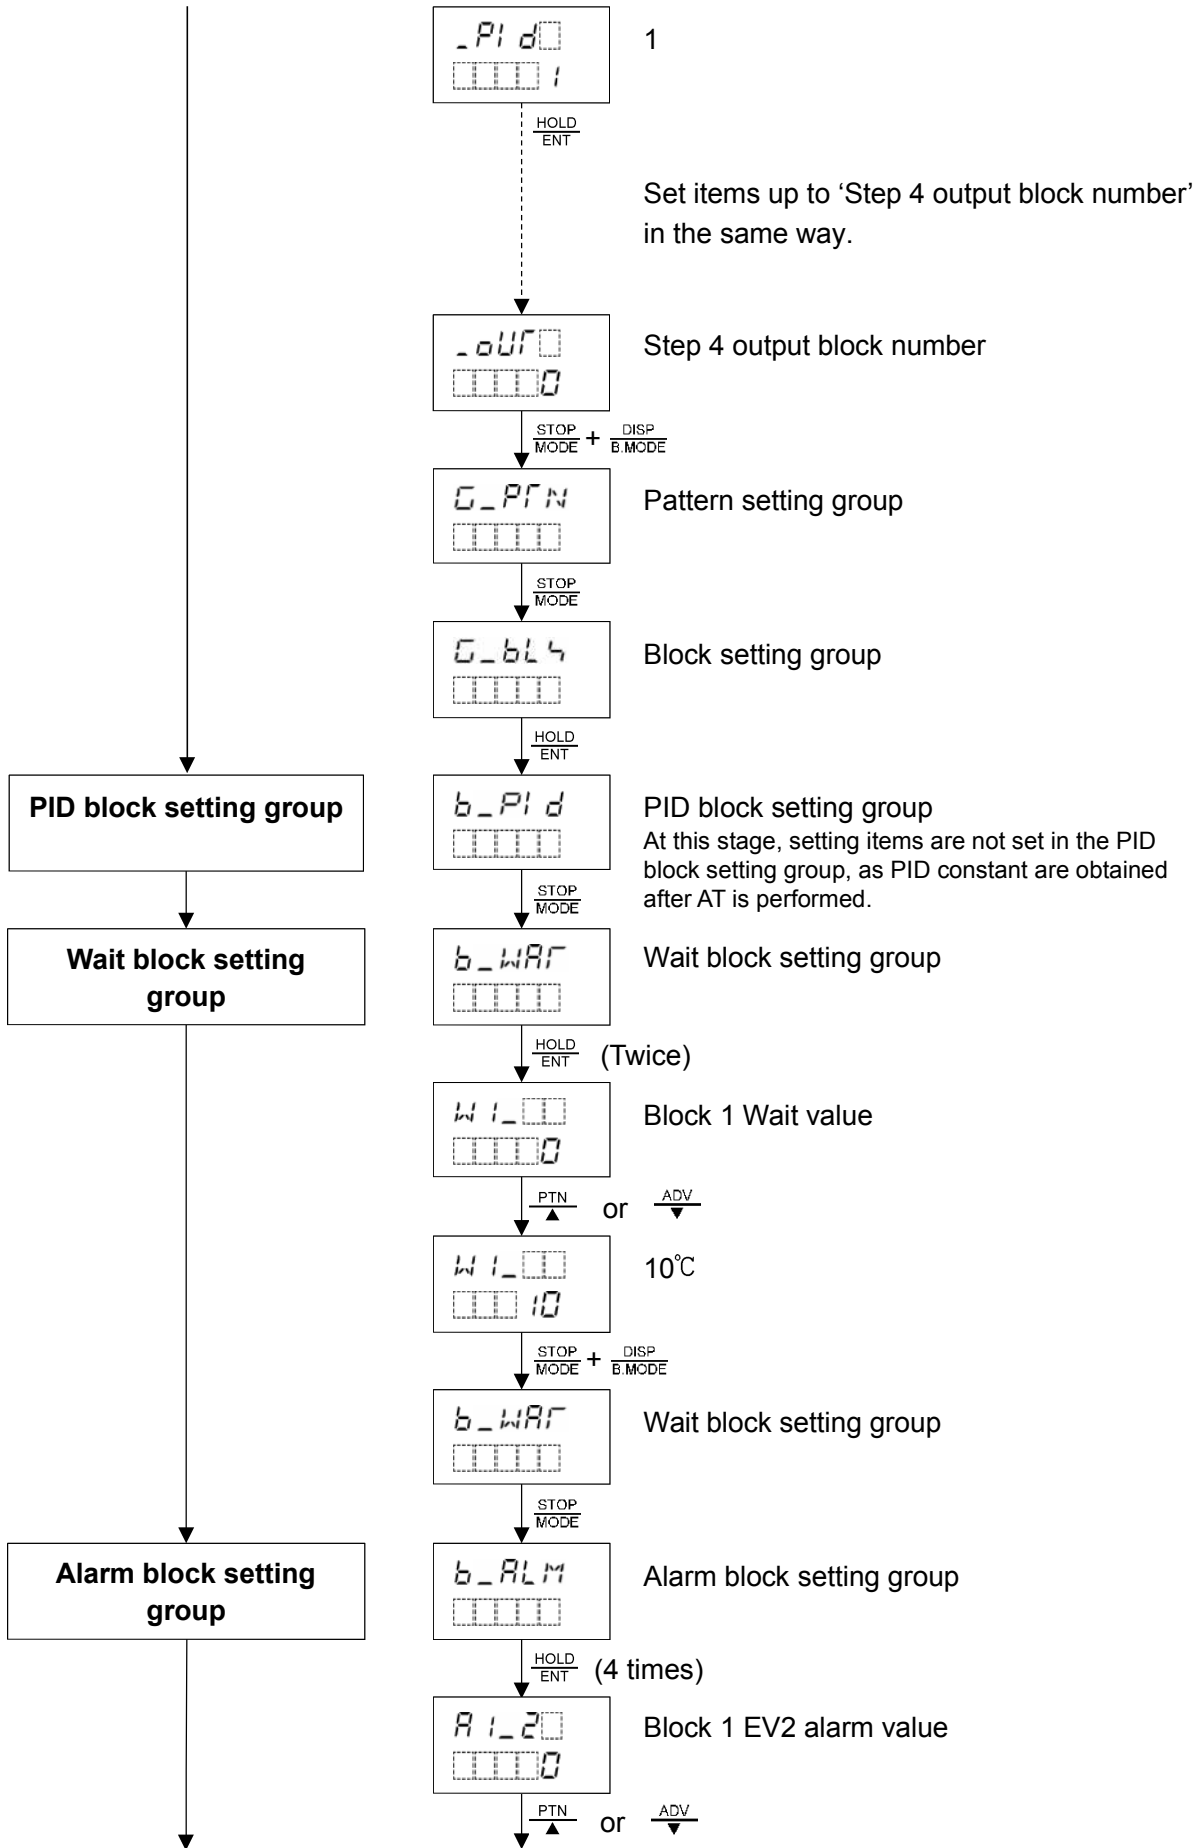 _PId
1
1
HOLD
ENT
Set items up to ‘Step 4 output block number’
in the same way.
_oUT
0
Step 4 output block number
STOP
MODE
+
DISP
B.MODE
G_PTN
Pattern setting group
STOP
MODE
G_bLK
Block setting group
HOLD
ENT
PID block setting group
b_PId
PID block setting group
At this stage, setting items are not set in the PID
block setting group, as PID constant are obtained
after AT is performed.
STOP
MODE
Wait block setting
group
b_WAT
Wait block setting group
HOLD
ENT
(Twice)
W1_
0
Block 1 Wait value
PTN
▲
or
ADV
▼
W1_
10
10℃
STOP
MODE
+
DISP
B.MODE
b_WAT
Wait block setting group
STOP
MODE
Alarm block setting
group
b_ALM
Alarm block setting group
HOLD
ENT
(4 times)
A1_2
0
Block 1 EV2 alarm value
PTN
▲
or
ADV
▼